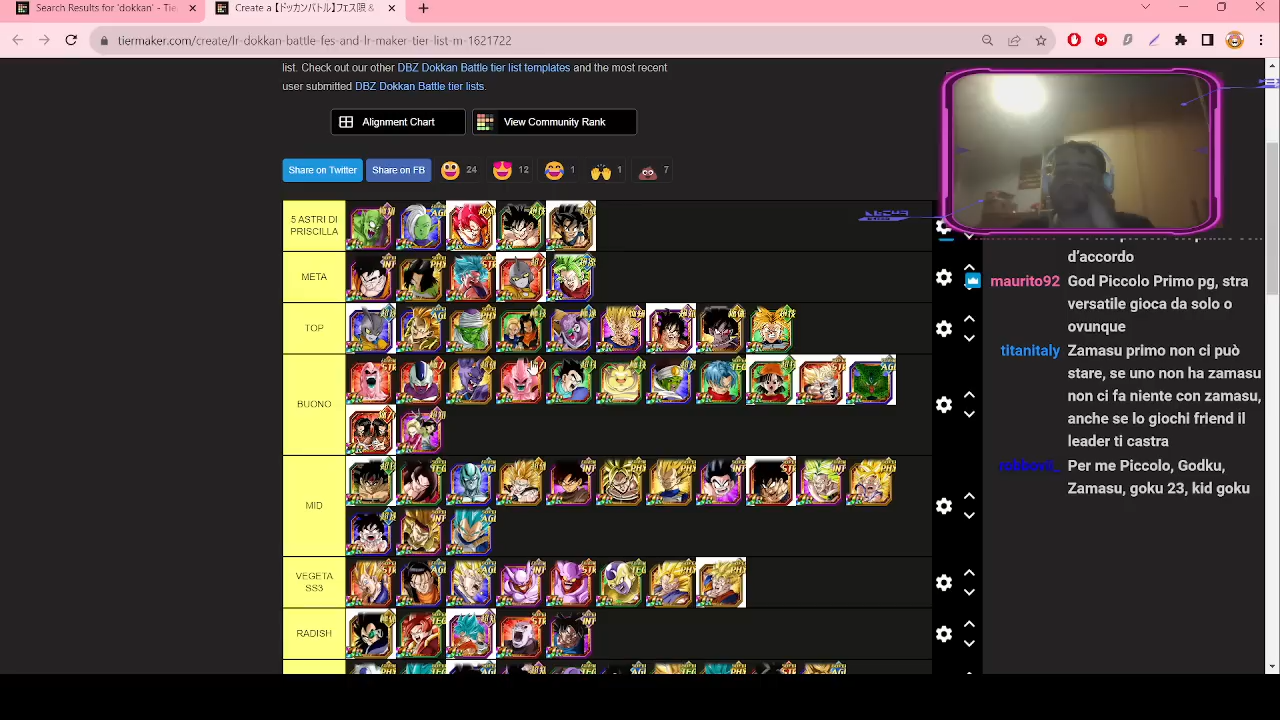 Search Results for 'dokkan' - Tie
Create a 【ドッカンバトル】フェス限 &
tiermaker.com/create/lr-dokkan-battle-fes-and-lr-maker-tier-list-m-1621722
list. Check out our other DBZ Dokkan Battle tier list templates and the most recent
user submitted DBZ Dokkan Battle tier lists.
Alignment Chart
View Community Rank
Share on Twitter
Share on FB
24
12
1
1
7
5 ASTRI DI
PRISCILLA
META
TOP
BUONO
MID
VEGETA
SS3
RADISH
d'accordo
maurito92 God Piccolo Primo pg, stra
versatile gioca da solo o
ovunque
titanitaly Zamasu primo non ci può
stare, se uno non ha zamasu
non ci fa niente con zamasu,
anche se lo giochi friend il
leader ti castra
Per me Piccolo, Godku,
Zamasu, goku 23, kid goku